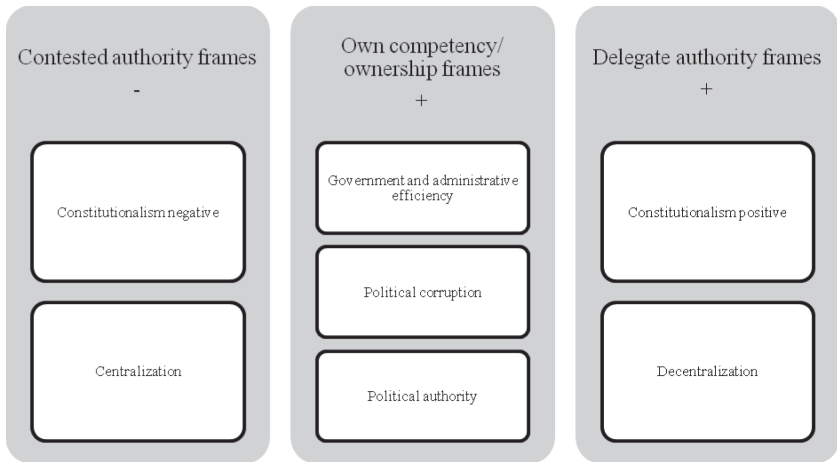 Contested authority frames
-
Constitutionalism negative
Centralization
Own competency/
ownership frames
+
Government and administrative
efficiency
Political corruption
Political authority
Delegate authority frames
+
Constitutionalism positive
Decentralization